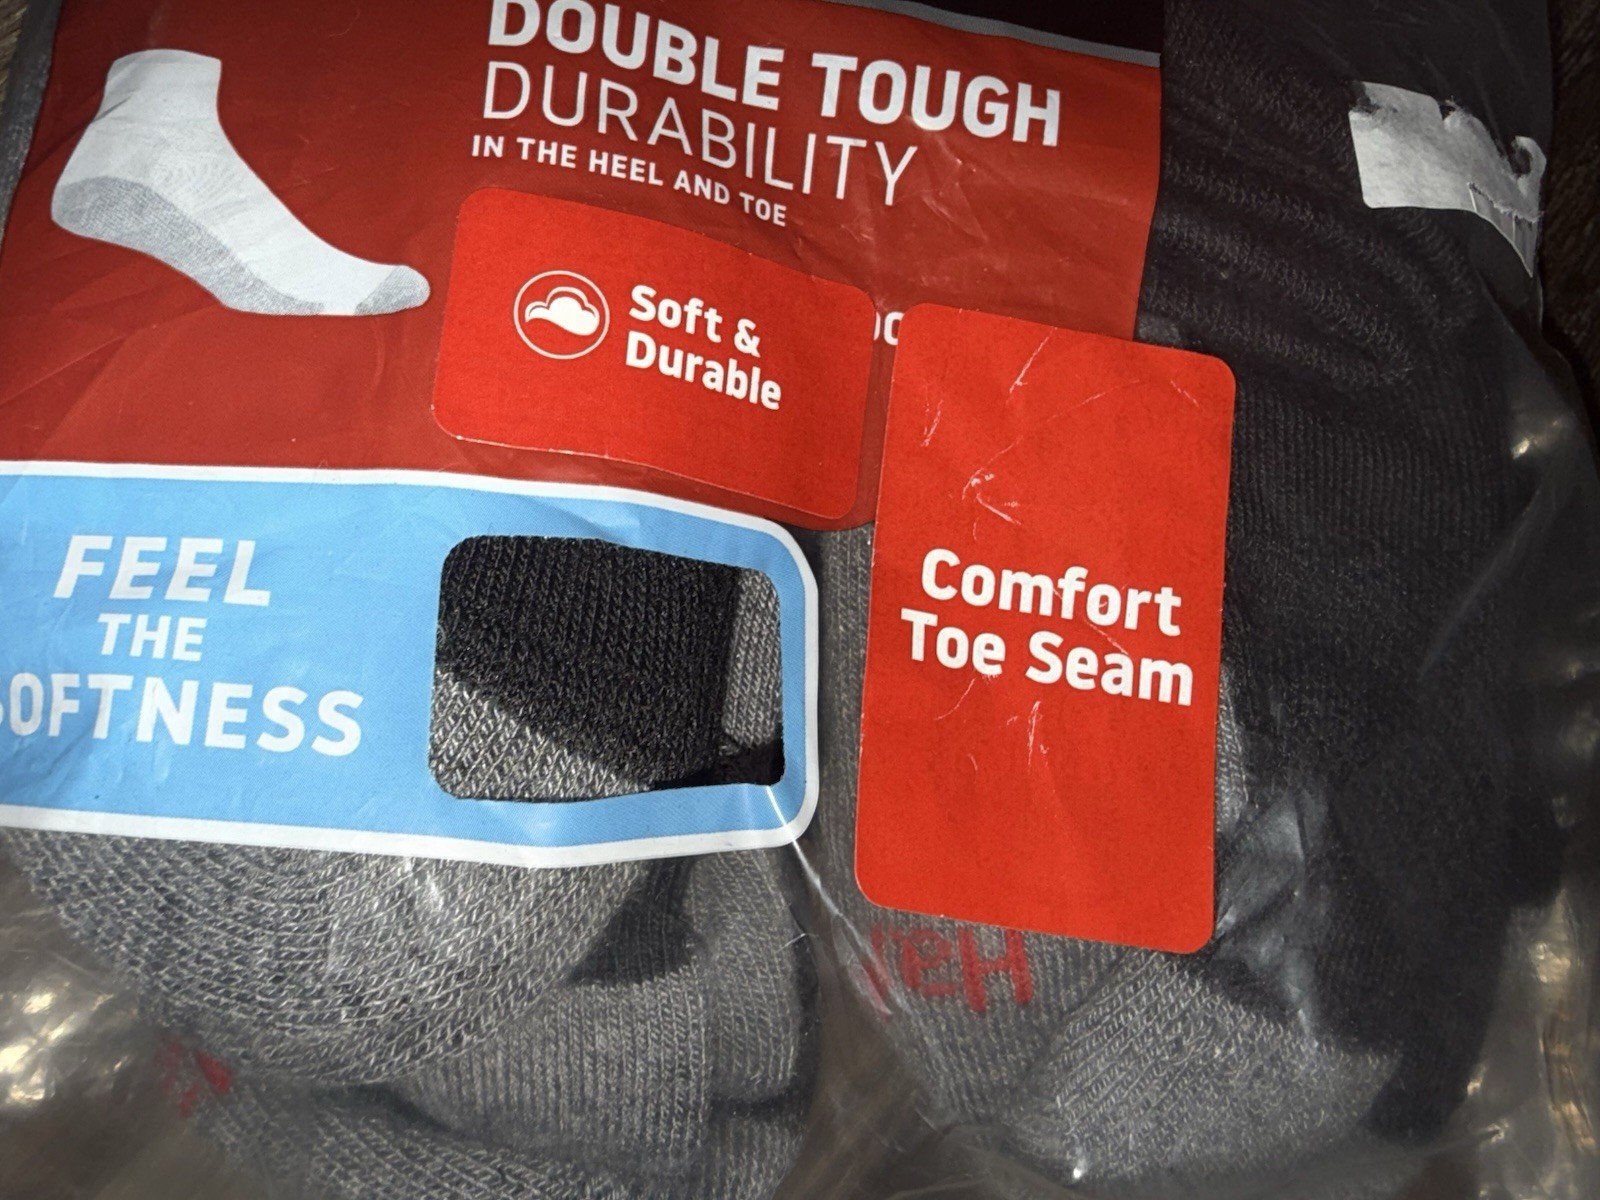 DOUBLE TOUGH
DURABILITY
IN THE HEEL AND TOE
Soft &
Durable
Comfort
Toe Seam
FEEL
THE
SOFTNESS